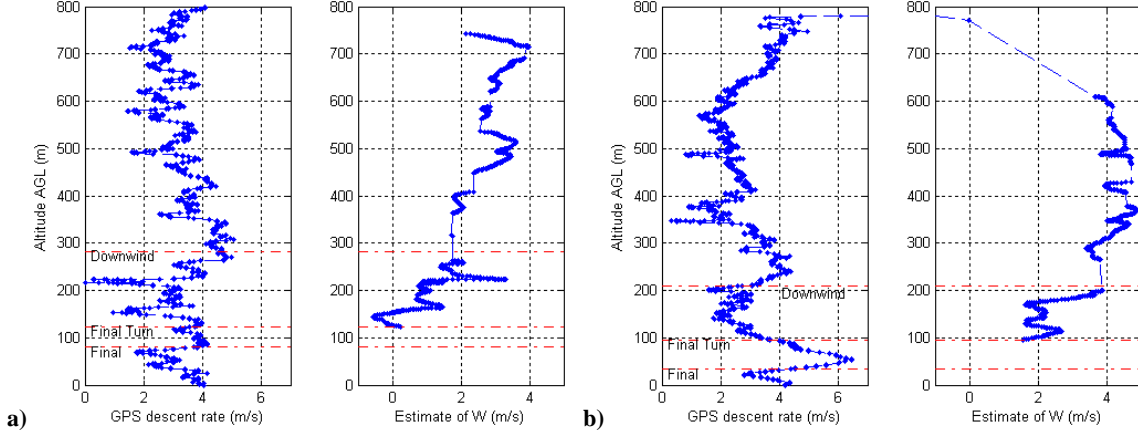 800
700
600
500
400
300
200
100
0
Altitude AGL (m)
Downwind
Final Turn
Final
0 2 4 6
GPS descent rate (m/s)
800
700
600
500
400
300
200
100
0
0 2 4
Estimate of W (m/s)
a)
800
700
600
500
400
300
200
100
0
Altitude AGL (m)
Downwind
Final Turn
Final
0 2 4 6
GPS descent rate (m/s)
800
700
600
500
400
300
200
100
0
0 2 4
Estimate of W (m/s)
b)